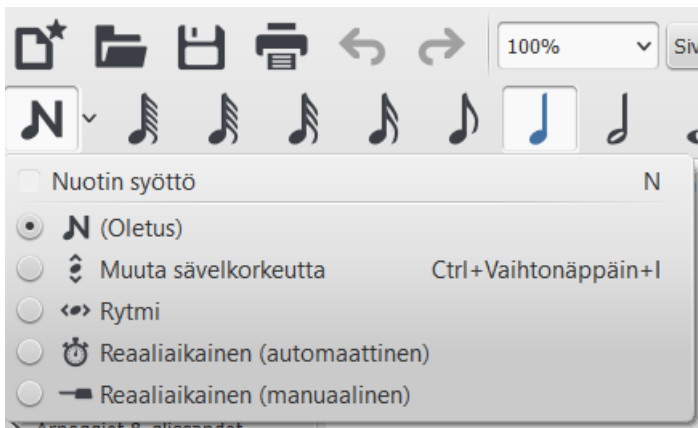 100%
Siv
Nuotin syöttö N
(Oletus)
Muuta sävelkorkeutta Ctrl+Vaihtonäppäin+I
Rytmi
Reaaliaikainen (automaattinen)
Reaaliaikainen (manuaalinen)